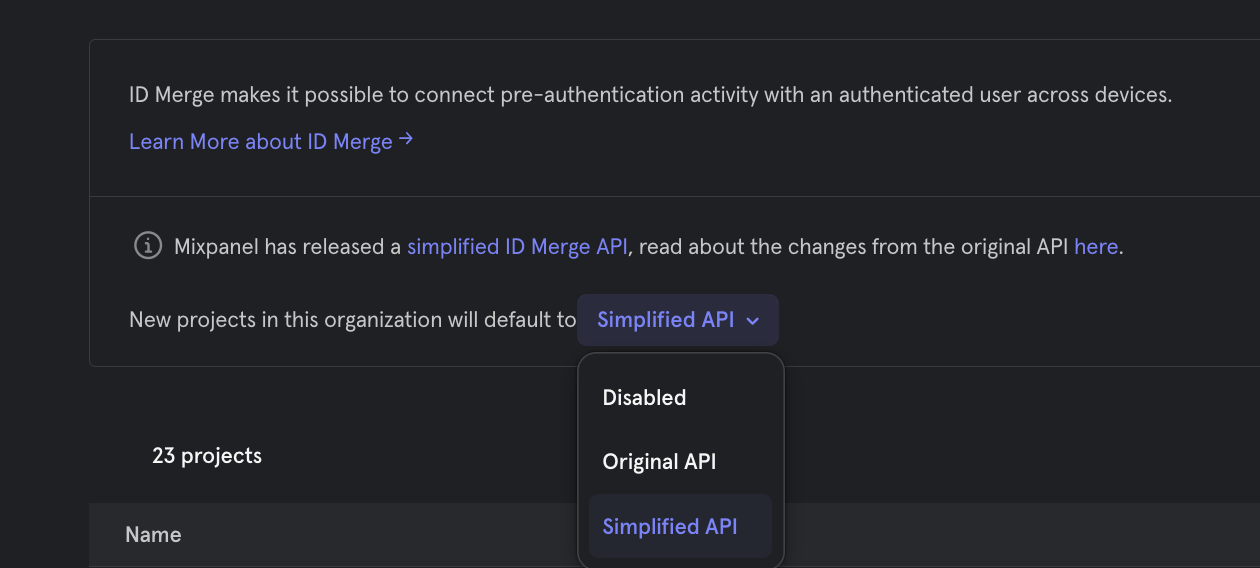 ID Merge makes it possible to connect pre-authentication activity with an authenticated user across devices.
Learn More about ID Merge →
Mixpanel has released a simplified ID Merge API, read about the changes from the original API here.
New projects in this organization will default to Simplified API
Disabled
Original API
Simplified API
23 projects
Name